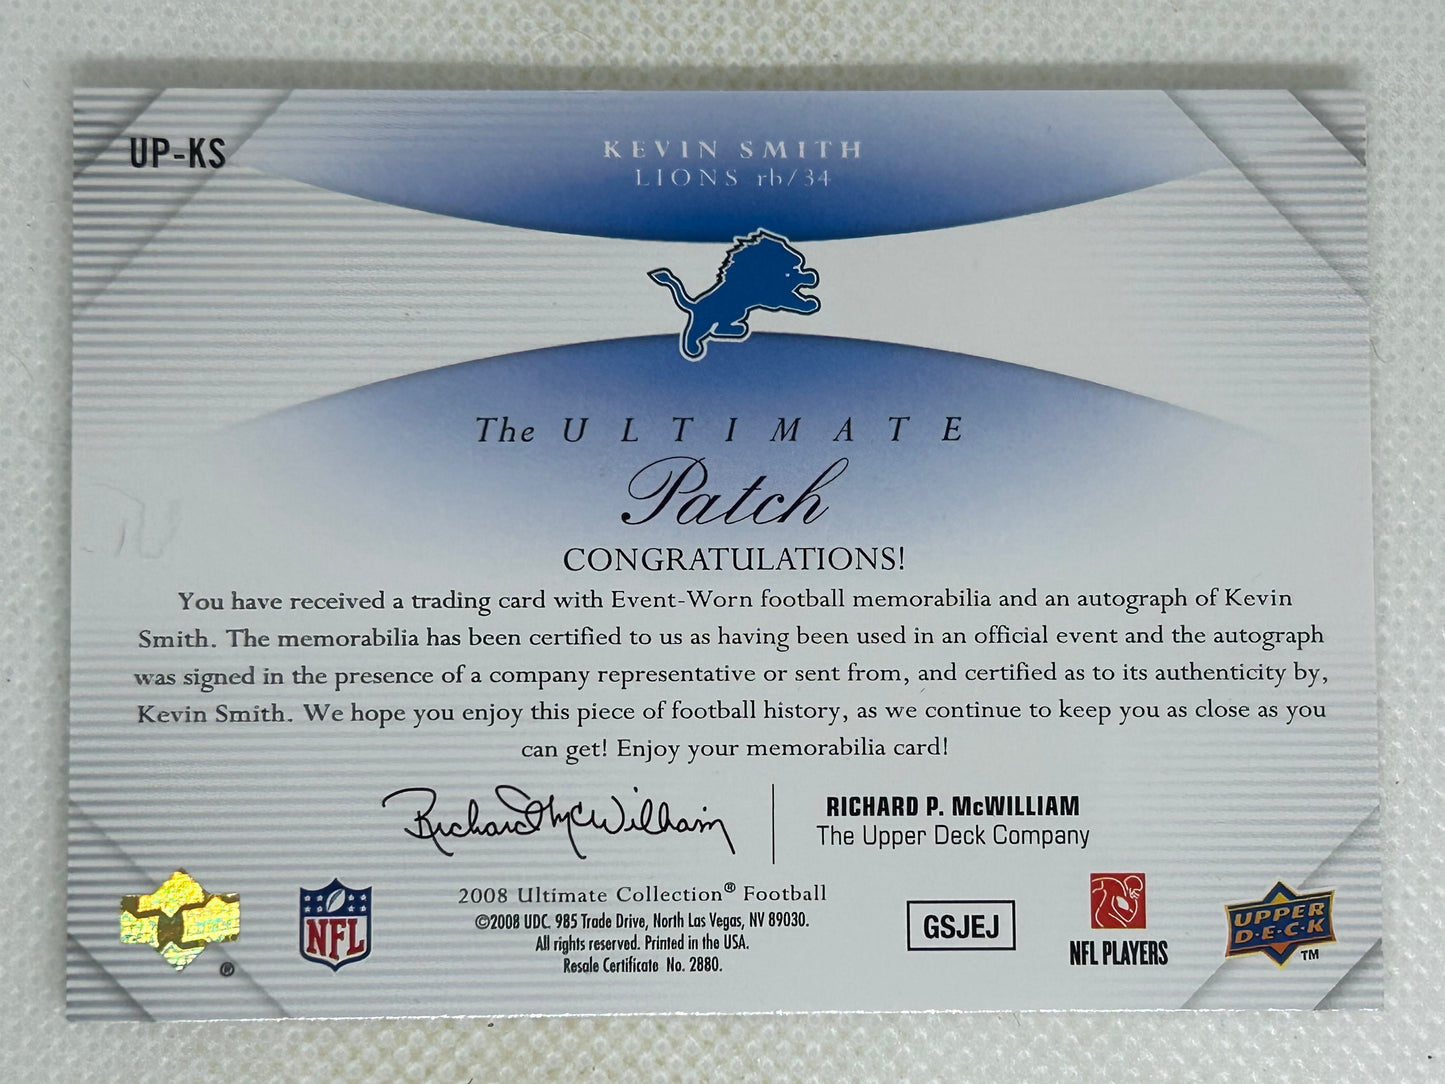 UP-KS
KEVIN SMITH
LIONS rb/34
The ULTIMATE
Patch
CONGRATULATIONS!
You have received a trading card with Event-Worn football memorabilia and an autograph of Kevin
Smith. The memorabilia has been certified to us as having been used in an official event and the autograph
was signed in the presence of a company representative or sent from, and certified as to its authenticity by,
Kevin Smith. We hope you enjoy this piece of football history, as we continue to keep you as close as you
can get! Enjoy your memorabilia card!
Richard P. McWilliam
RICHARD P. McWILLIAM
The Upper Deck Company
®
NFL
2008 Ultimate Collection® Football
©2008 UDC. 985 Trade Drive, North Las Vegas, NV 89030.
All rights reserved. Printed in the USA.
Resale Certificate No. 2880.
GSJEJ
NFL PLAYERS
UPPER
D·E·C·K
TM